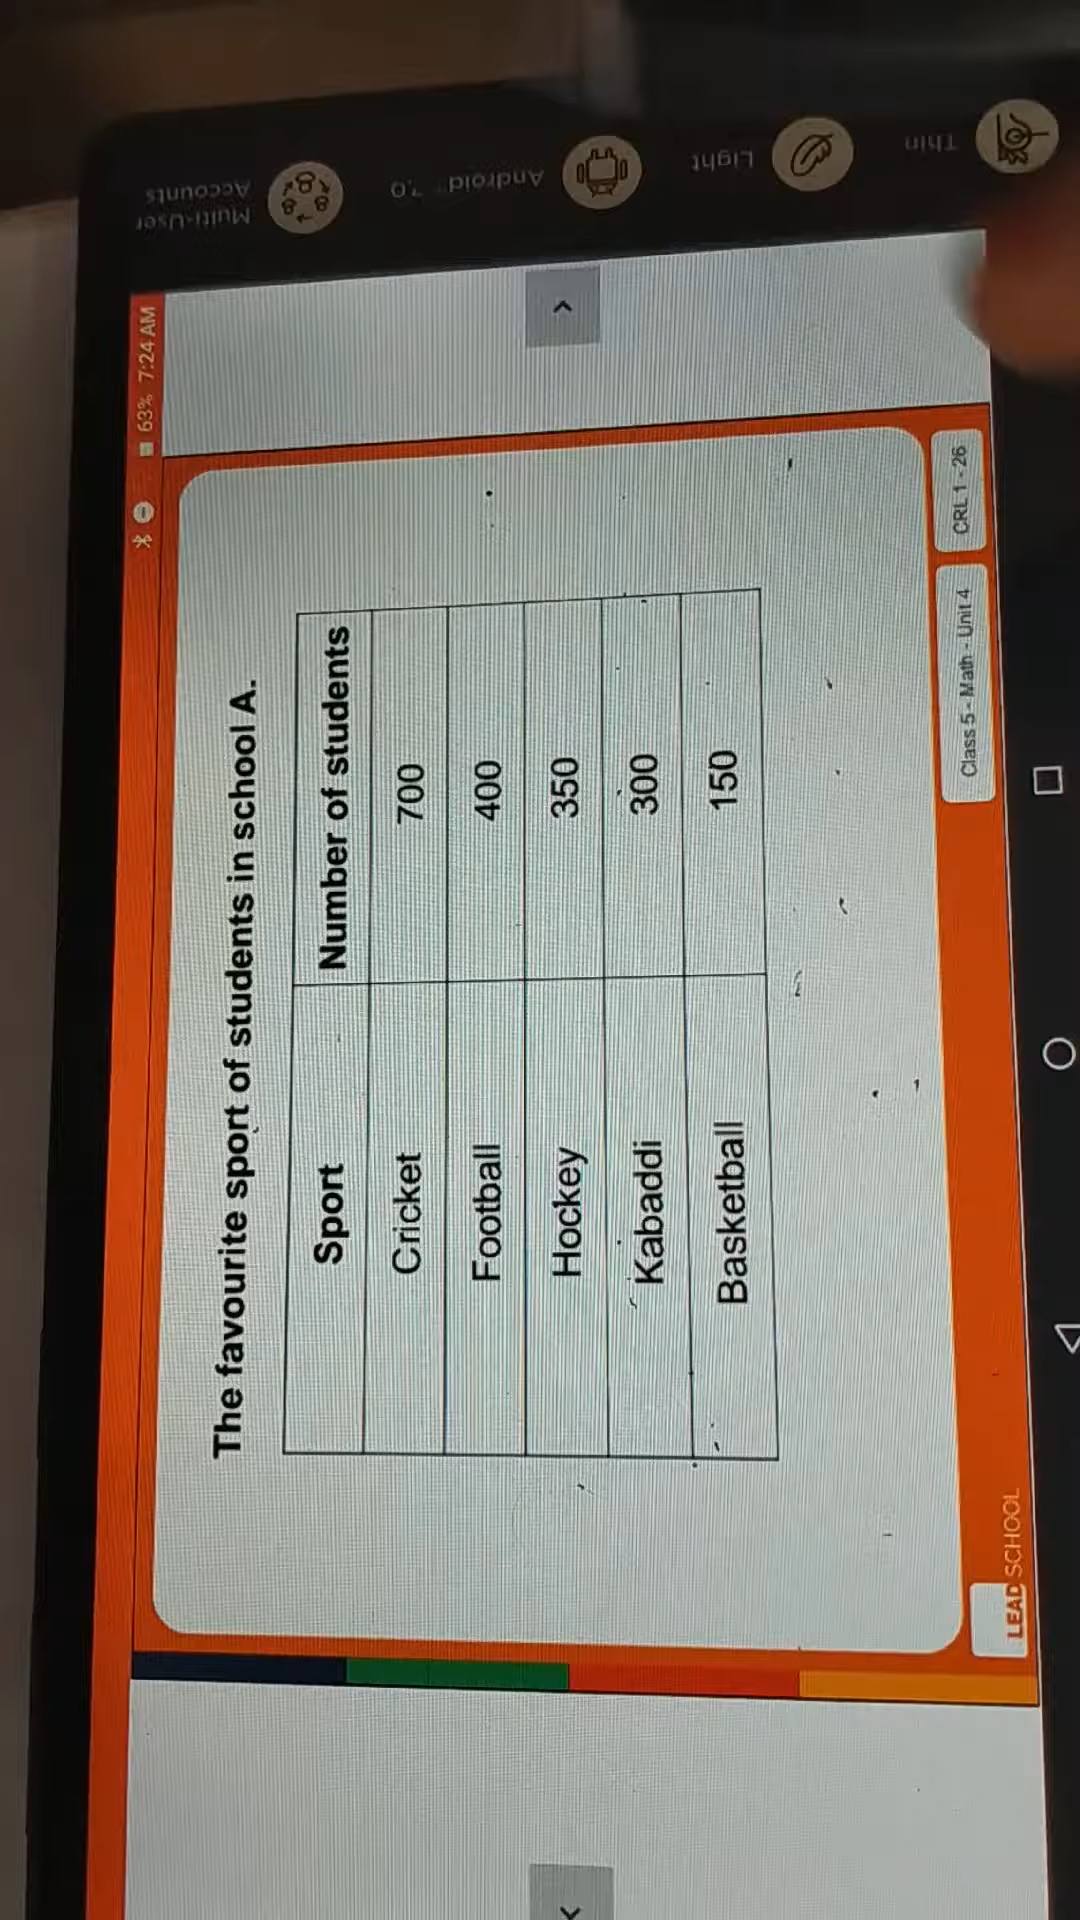 63% 7:24 AM
The favourite sport of students in school A.
Sport Number of students
Cricket 700
Football 400
Hockey 350
Kabaddi 300
Basketball 150
LEAD SCHOOL
Class 5 - Math - Unit 4
CRL 1 - 26
Multi-User
Accounts
Android
Light
Thin